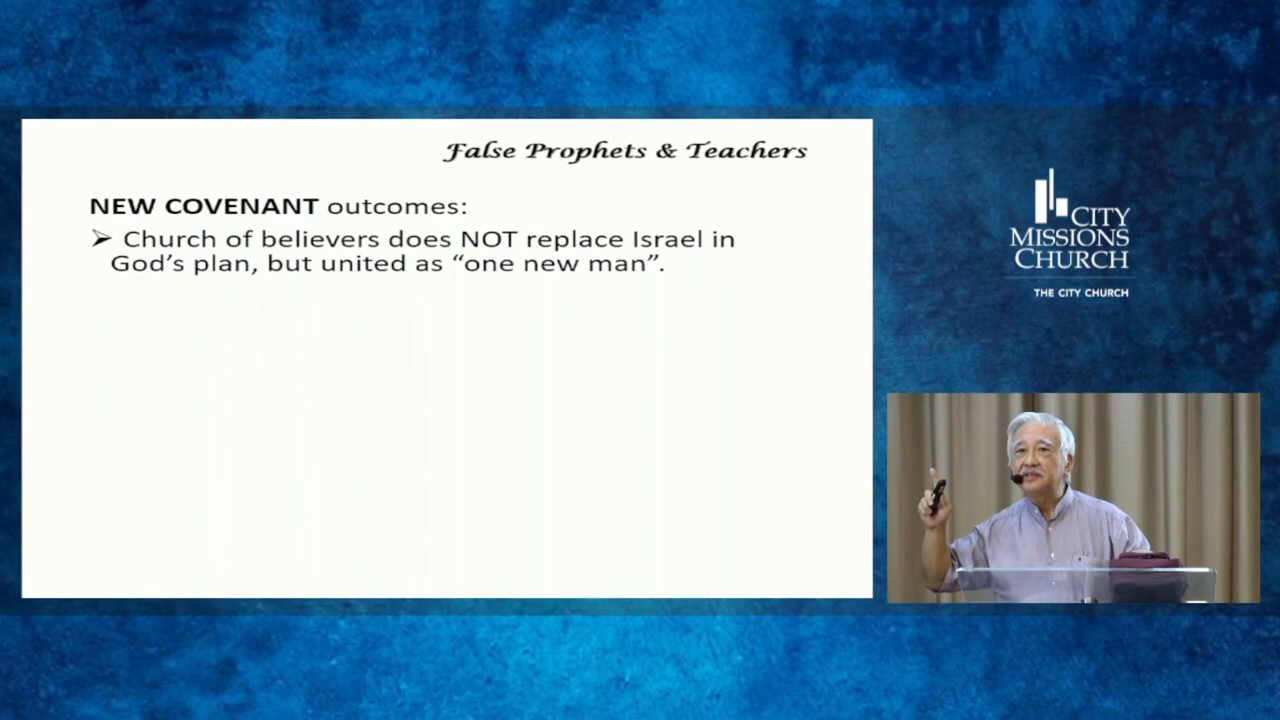 False Prophets & Teachers
NEW COVENANT outcomes:
➢ Church of believers does NOT replace Israel in
God’s plan, but united as “one new man”.
CITY
MISSIONS
CHURCH
THE CITY CHURCH